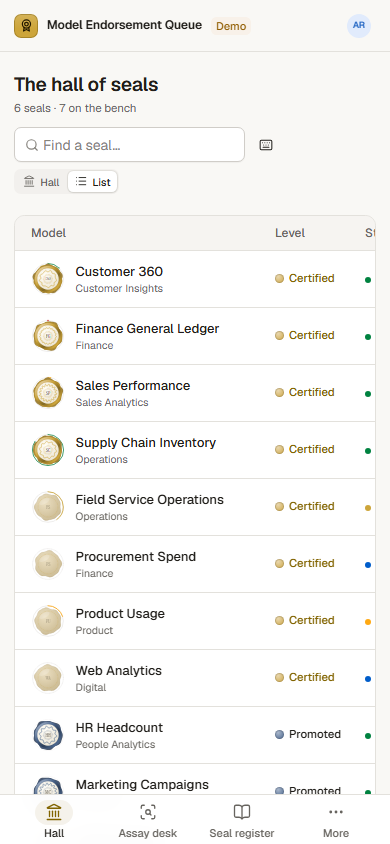 Model Endorsement Queue Demo AR
The hall of seals
6 seals · 7 on the bench
Find a seal...
Hall List
Model Level
Customer 360 Certified
Customer Insights
Finance General Ledger Certified
Finance
Sales Performance Certified
Sales Analytics
Supply Chain Inventory Certified
Operations
Field Service Operations Certified
Operations
Procurement Spend Certified
Finance
Product Usage Certified
Product
Web Analytics Certified
Digital
HR Headcount Promoted
People Analytics
Marketing Campaigns Promoted
Hall Assay desk Seal register More